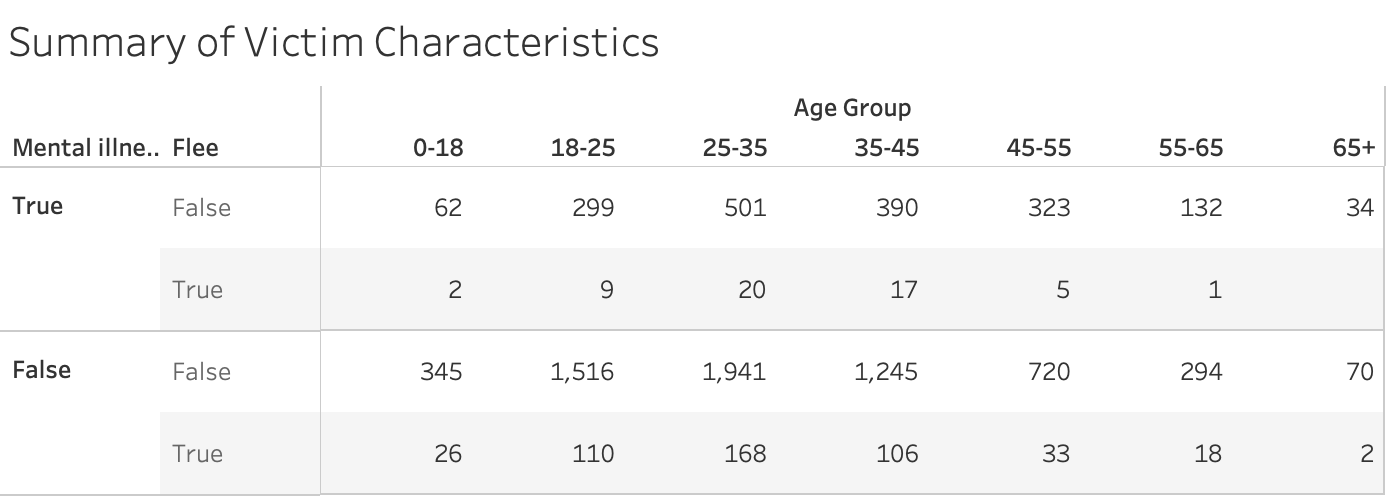 Summary of Victim Characteristics
Age Group
Mental illne.. Flee 0-18 18-25 25-35 35-45 45-55 55-65 65+
True False 62 299 501 390 323 132 34
True 2 9 20 17 5 1
False False 345 1,516 1,941 1,245 720 294 70
True 26 110 168 106 33 18 2